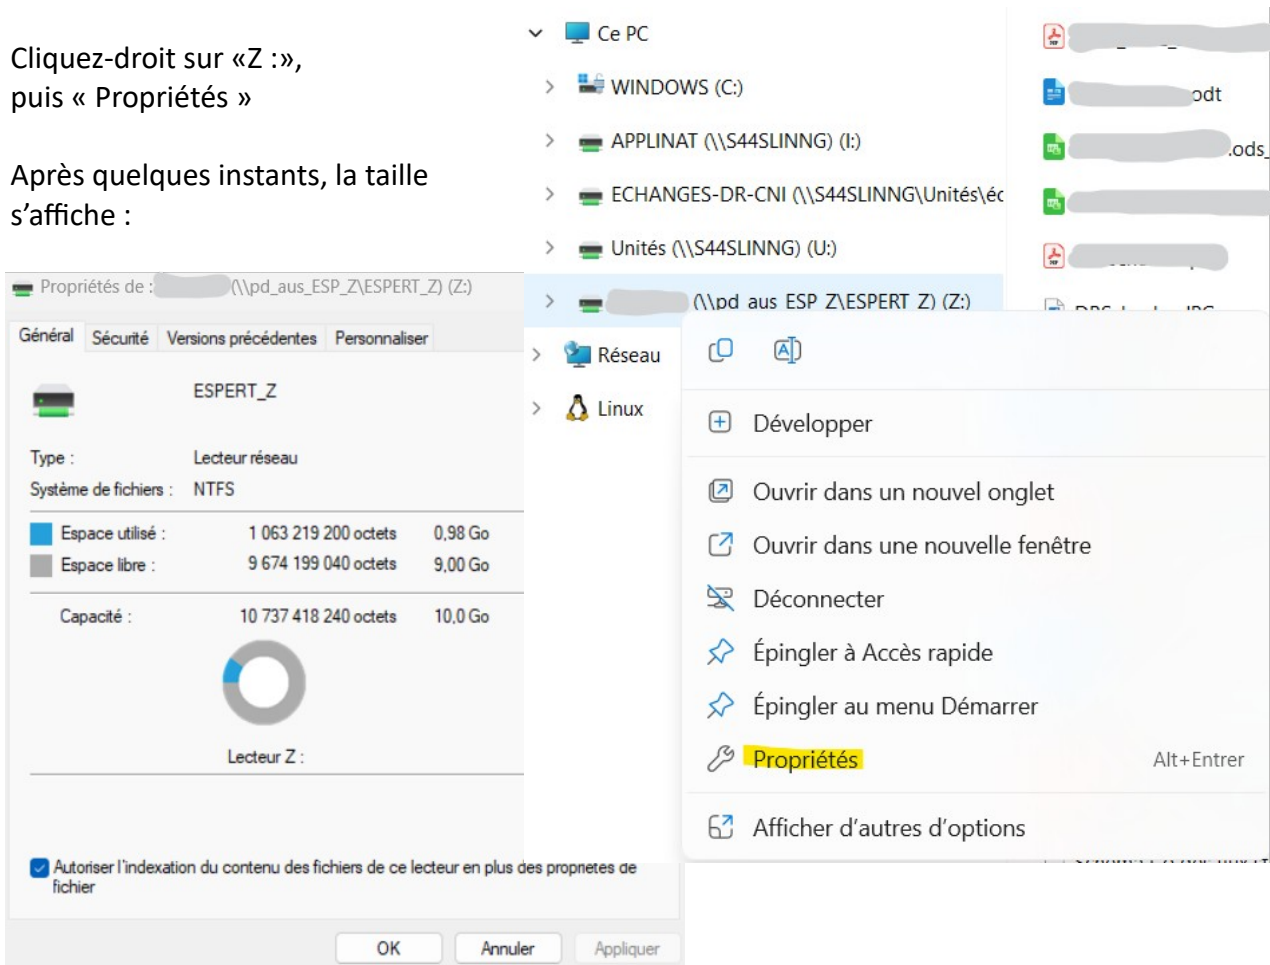 Cliquez-droit sur «Z :»,
puis « Propriétés »
Après quelques instants, la taille
s’affiche :
Propriétés de : (\\pd_aus_ESP_Z\ESPERT_Z) (Z:)
Général Sécurité Versions précédentes Personnaliser
ESPERT_Z
Type : Lecteur réseau
Système de fichiers : NTFS
Espace utilisé : 1 063 219 200 octets 0,98 Go
Espace libre : 9 674 199 040 octets 9,00 Go
Capacité : 10 737 418 240 octets 10,0 Go
Lecteur Z :
Autoriser l'indexation du contenu des fichiers de ce lecteur en plus des propriétés de
fichier
OK Annuler Appliquer
Ce PC
WINDOWS (C:)
APPLINAT (\\S44SLINNG) (I:)
ECHANGES-DR-CNI (\\S44SLINNG\Unités\éc
Unités (\\S44SLINNG) (U:)
(\\pd_aus_ESP_Z\ESPERT_Z) (Z:)
Réseau
Linux
odt
.ods_
Développer
Ouvrir dans un nouvel onglet
Ouvrir dans une nouvelle fenêtre
Déconnecter
Épingler à Accès rapide
Épingler au menu Démarrer
Propriétés Alt+Entrer
Afficher d’autres d’options